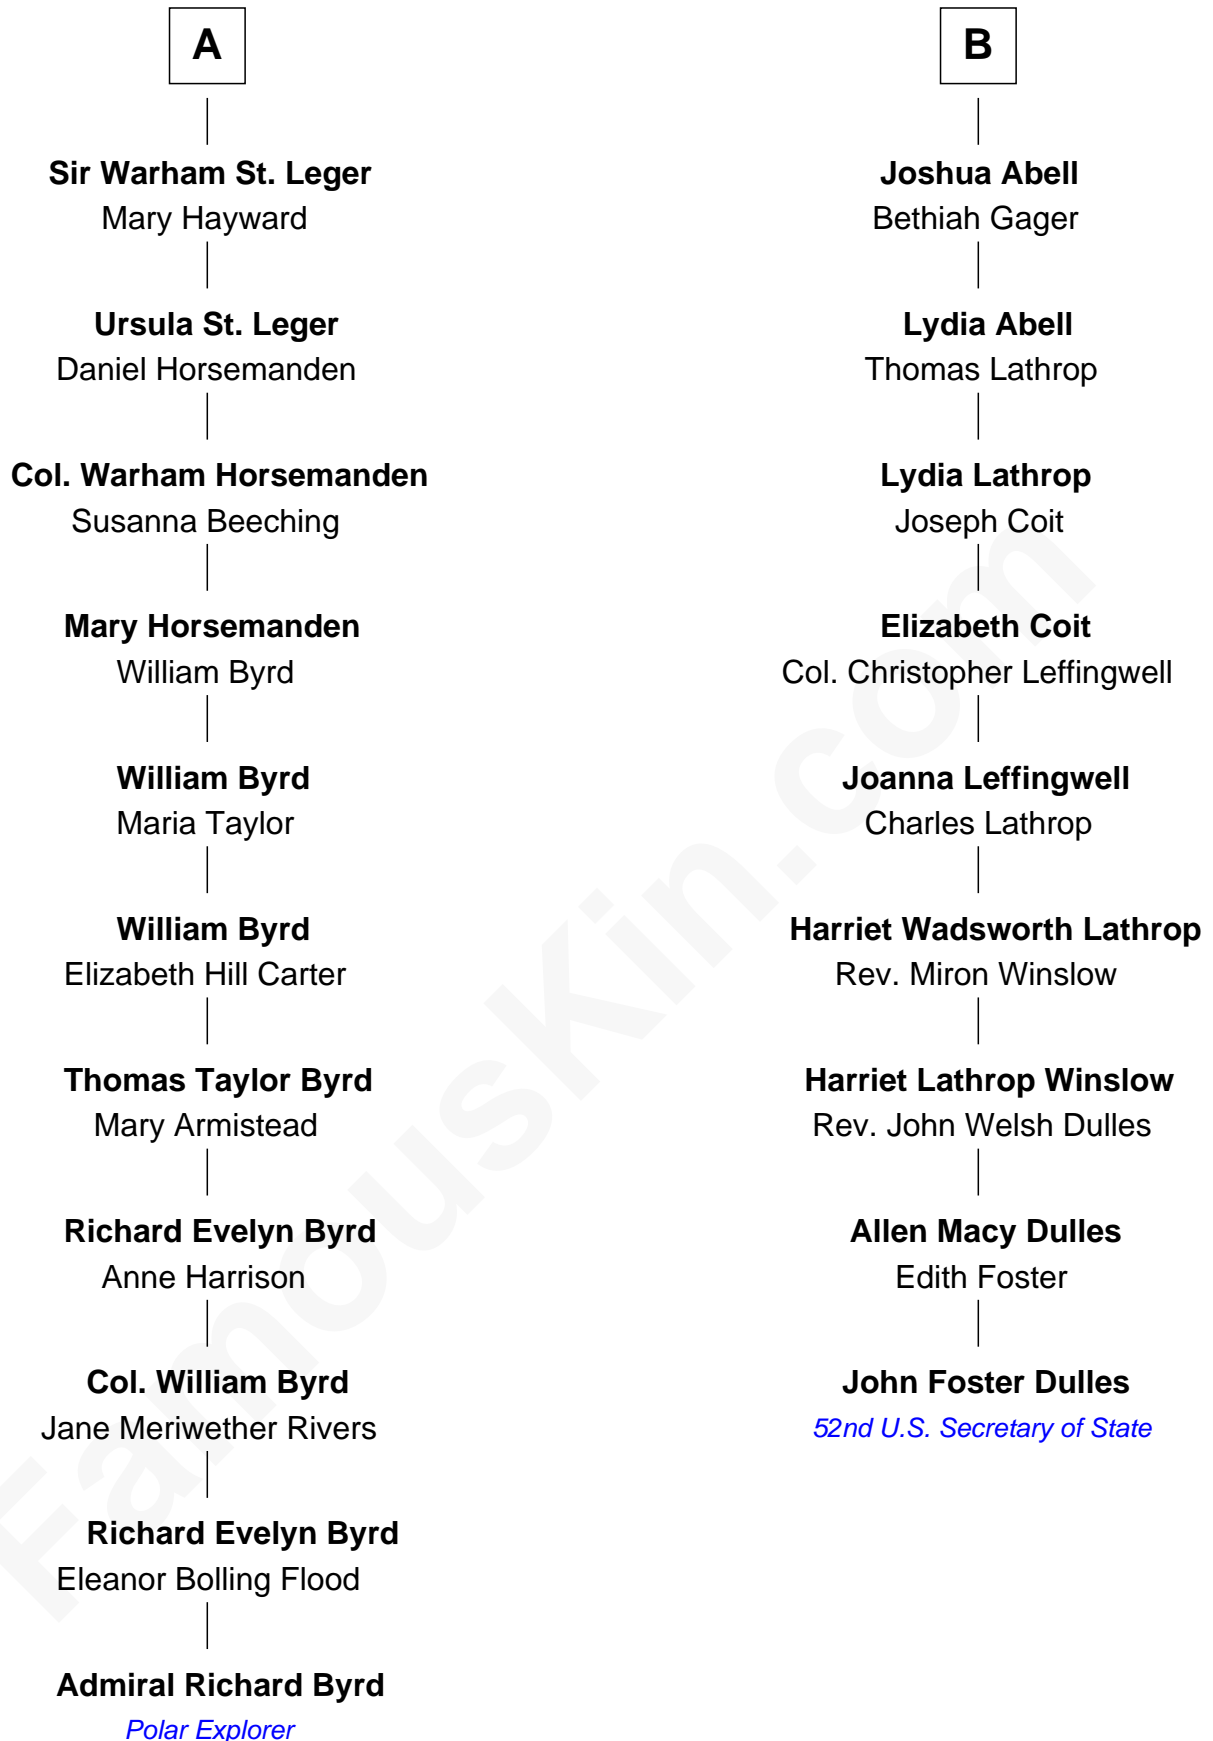 A
Sir Warham St. Leger
Mary Hayward
Ursula St. Leger
Daniel Horsemanden
Col. Warham Horsemanden
Susanna Beeching
Mary Horsemanden
William Byrd
William Byrd
Maria Taylor
William Byrd
Elizabeth Hill Carter
Thomas Taylor Byrd
Mary Armistead
Richard Evelyn Byrd
Anne Harrison
Col. William Byrd
Jane Meriwether Rivers
Richard Evelyn Byrd
Eleanor Bolling Flood
Admiral Richard Byrd
Polar Explorer
B
Joshua Abell
Bethiah Gager
Lydia Abell
Thomas Lathrop
Lydia Lathrop
Joseph Coit
Elizabeth Coit
Col. Christopher Leffingwell
Joanna Leffingwell
Charles Lathrop
Harriet Wadsworth Lathrop
Rev. Miron Winslow
Harriet Lathrop Winslow
Rev. John Welsh Dulles
Allen Macy Dulles
Edith Foster
John Foster Dulles
52nd U.S. Secretary of State
FamousKin.com